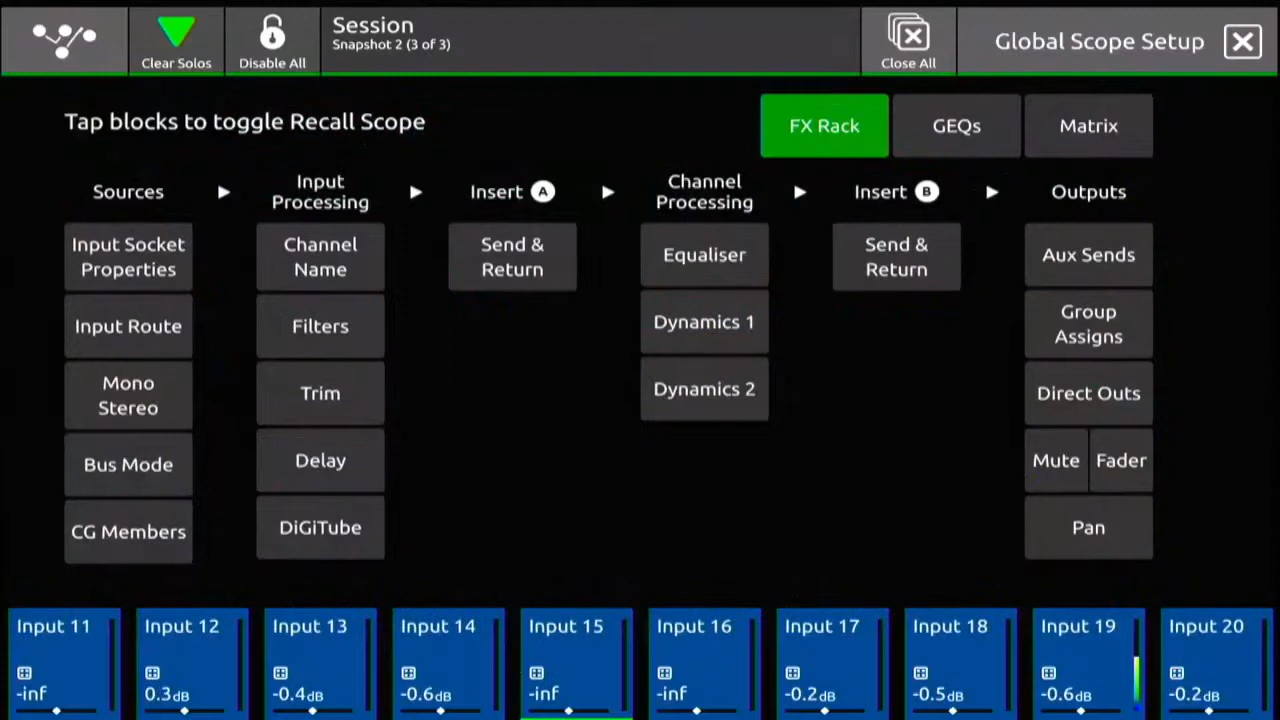 Clear Solos
Disable All
Session
Snapshot 2 (3 of 3)
Close All
Global Scope Setup
Tap blocks to toggle Recall Scope
FX Rack
GEQs
Matrix
Sources
Input
Processing
Insert A
Channel
Processing
Insert B
Outputs
Input Socket
Properties
Input Route
Mono
Stereo
Bus Mode
CG Members
Channel
Name
Filters
Trim
Delay
DiGiTube
Send &
Return
Equaliser
Dynamics 1
Dynamics 2
Send &
Return
Aux Sends
Group
Assigns
Direct Outs
Mute
Fader
Pan
Input 11
-inf
Input 12
0.3dB
Input 13
-0.4dB
Input 14
-0.6dB
Input 15
-inf
Input 16
-inf
Input 17
-0.2dB
Input 18
-0.5dB
Input 19
-0.6dB
Input 20
-0.2dB